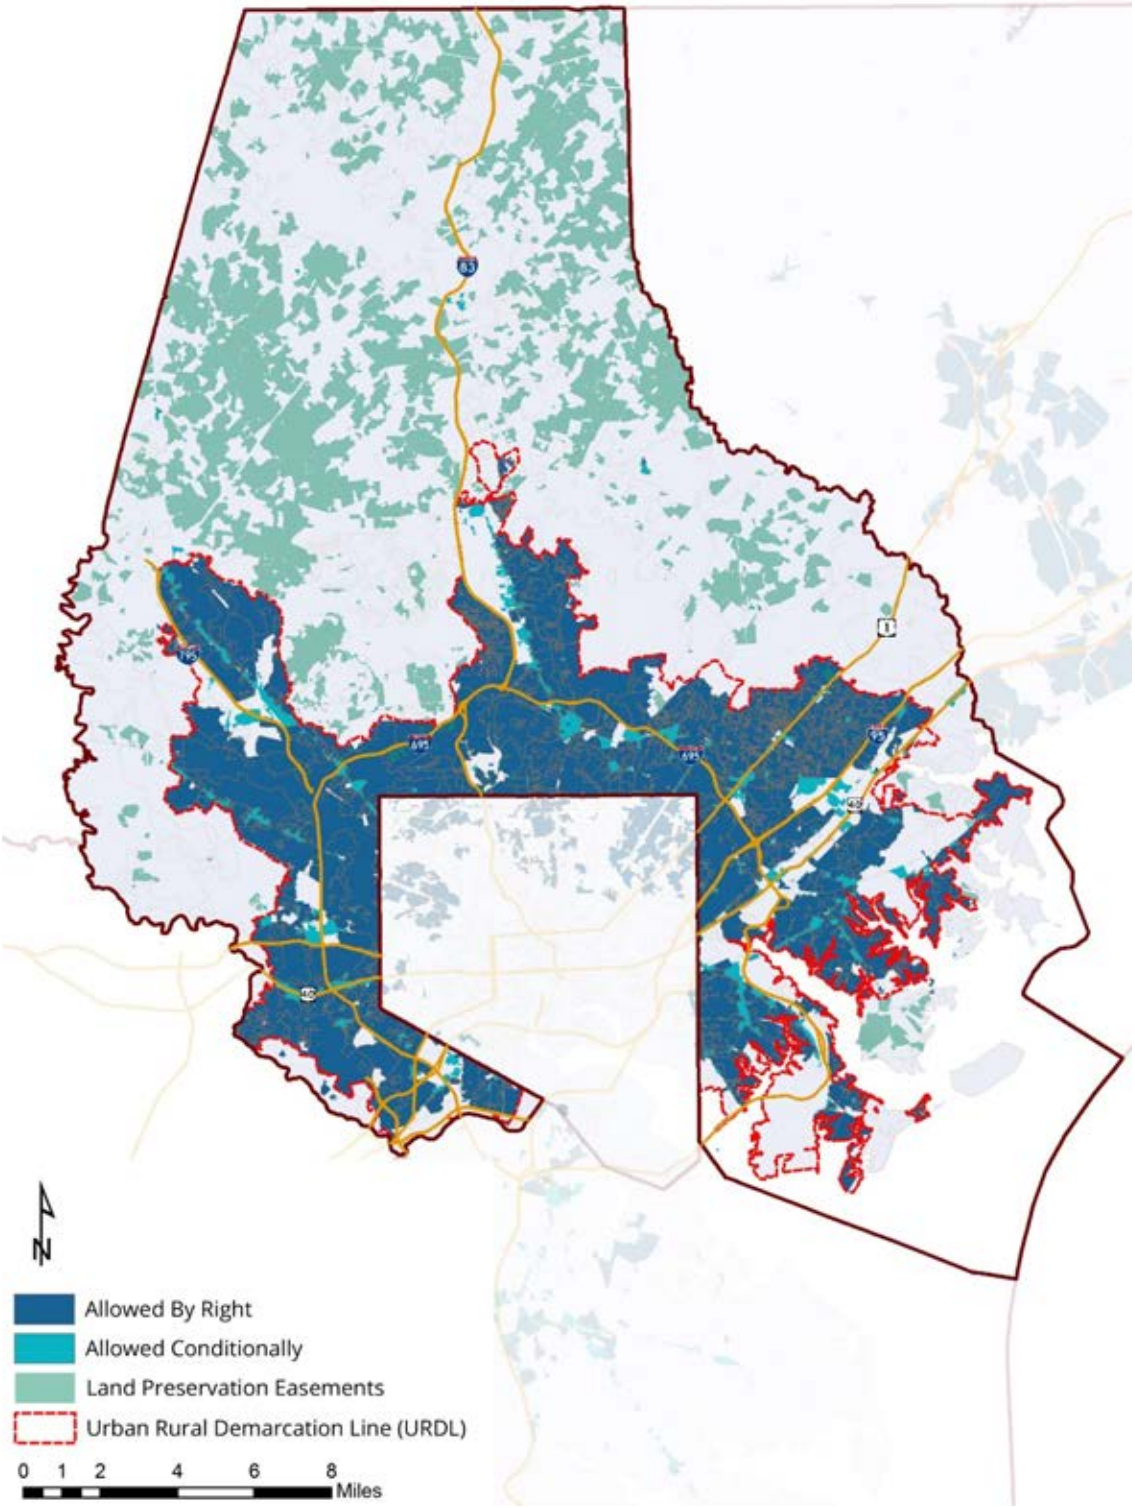 83
1
795
695
695
95
40
40
N
Allowed By Right
Allowed Conditionally
Land Preservation Easements
Urban Rural Demarcation Line (URDL)
0 1 2 4 6 8
Miles